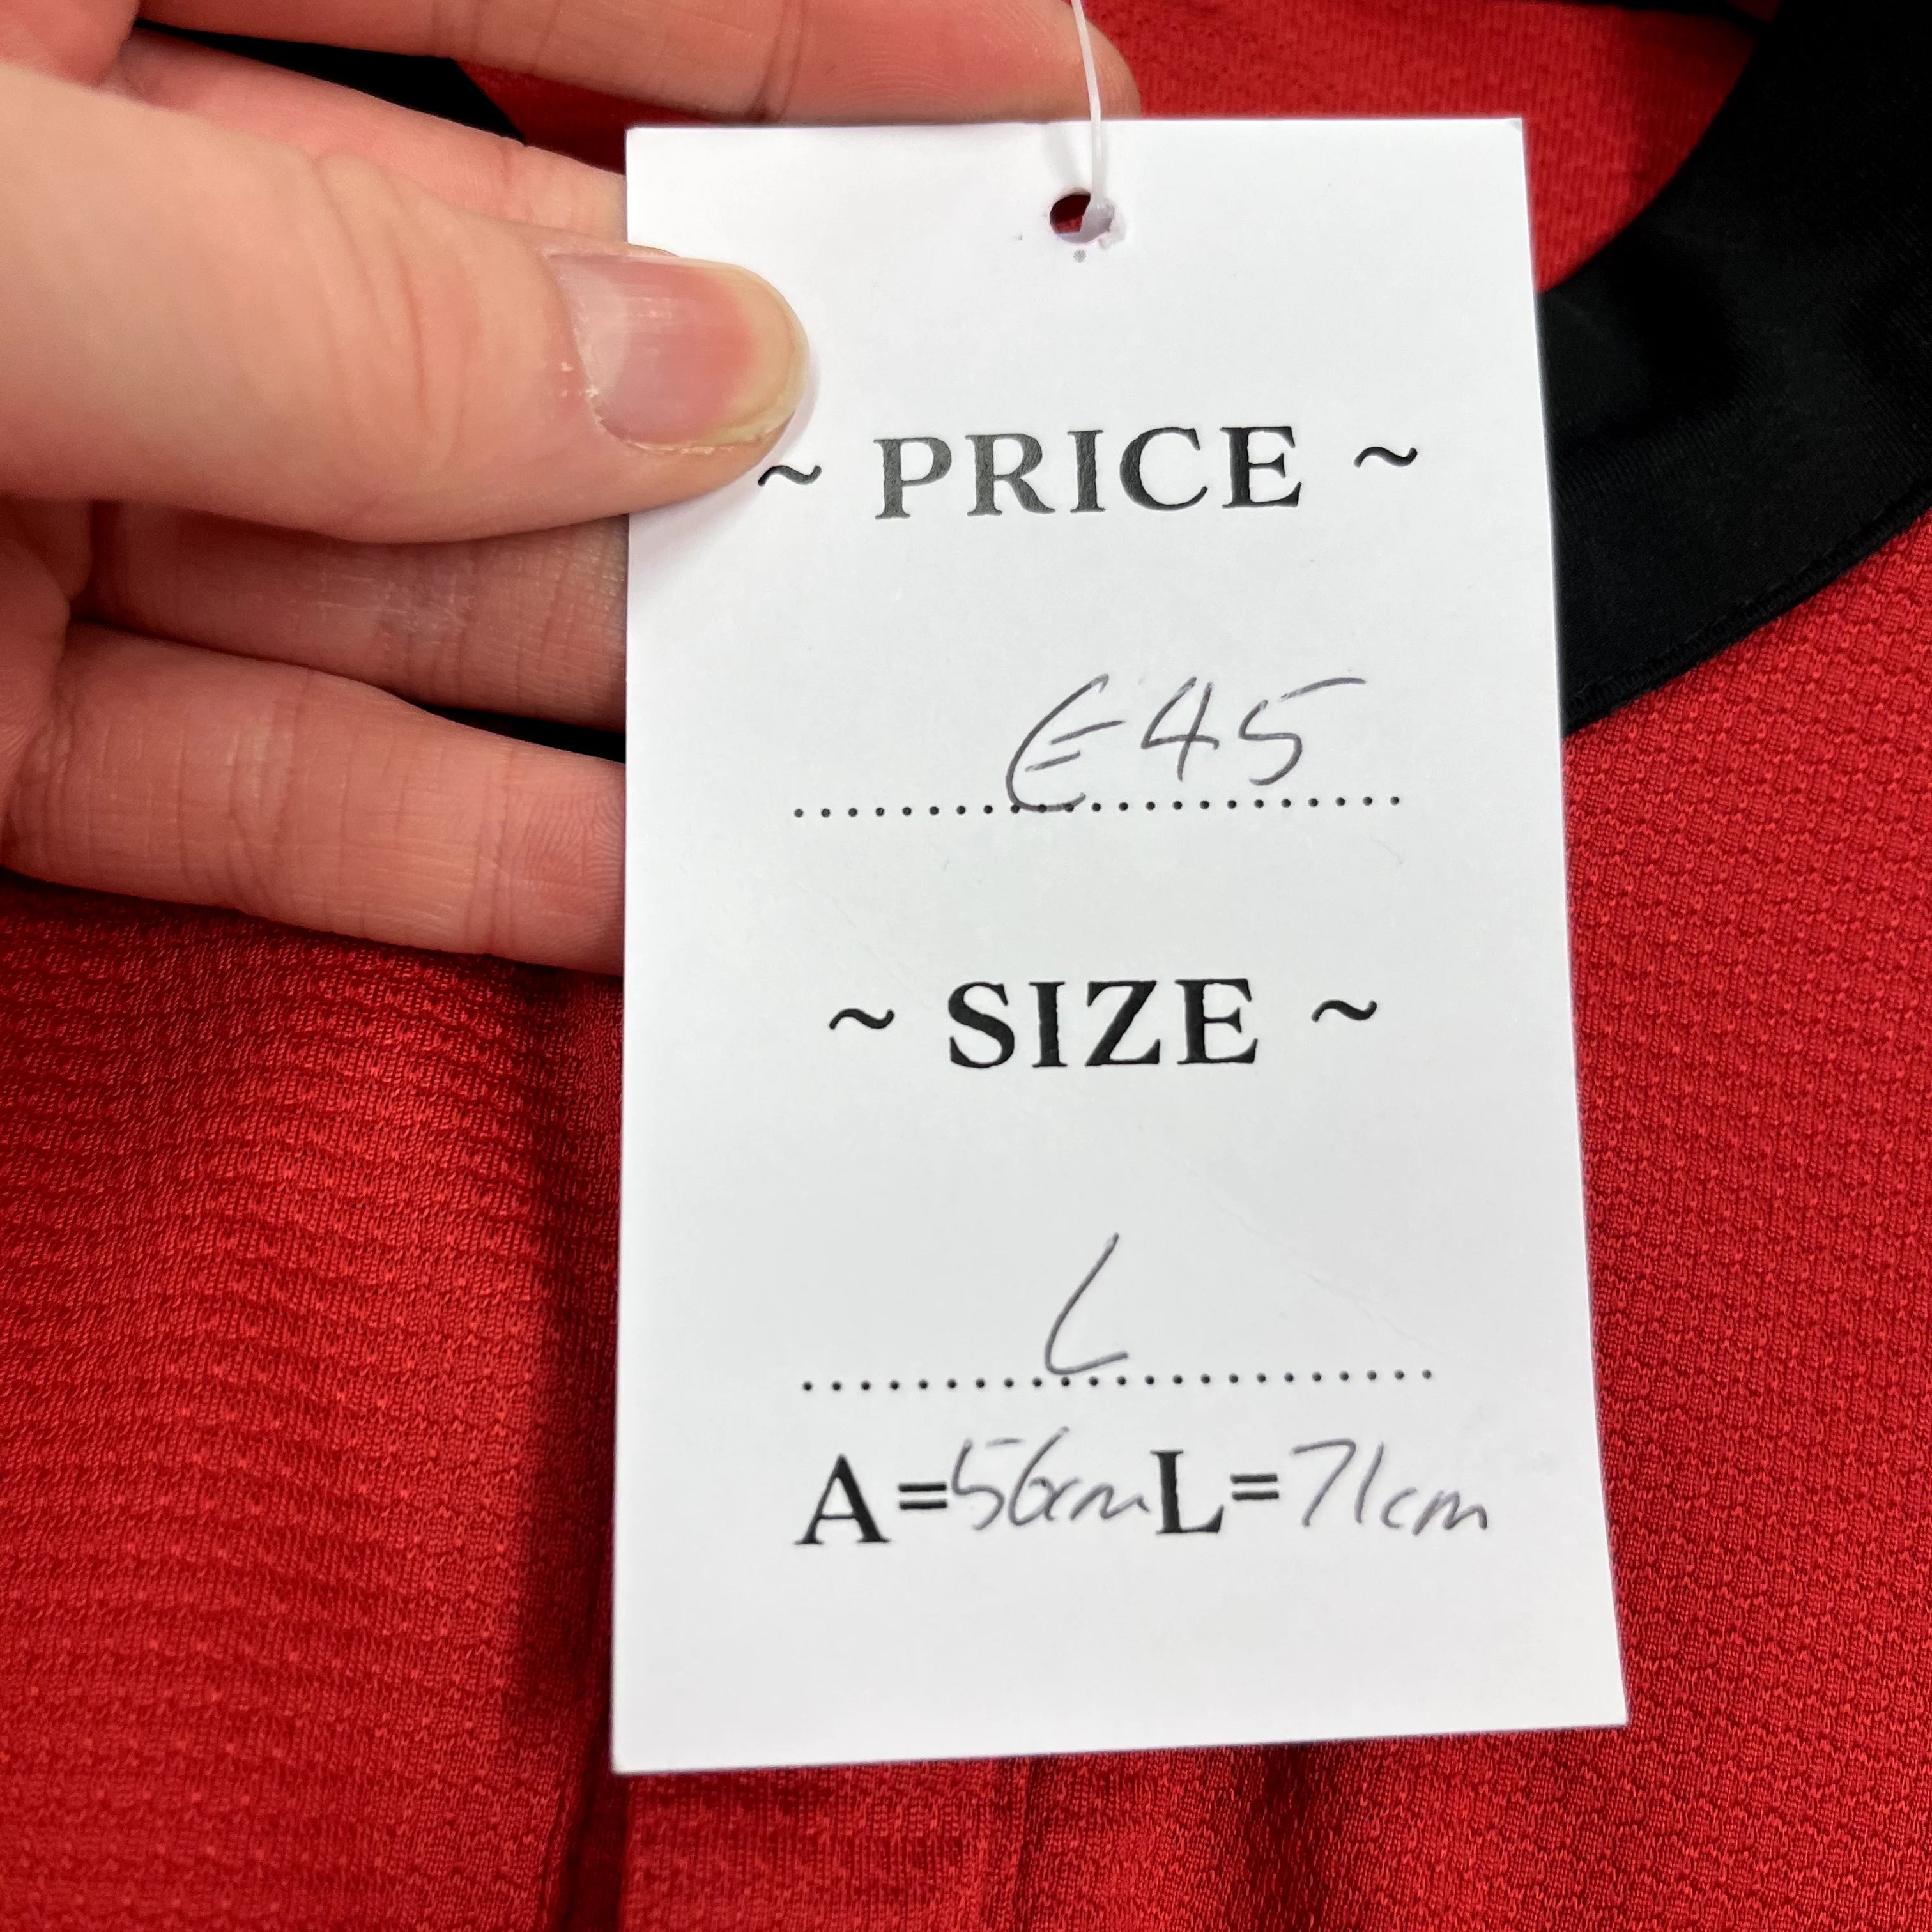 ~ PRICE ~
€45
~ SIZE ~
L
A=56cm L=71cm